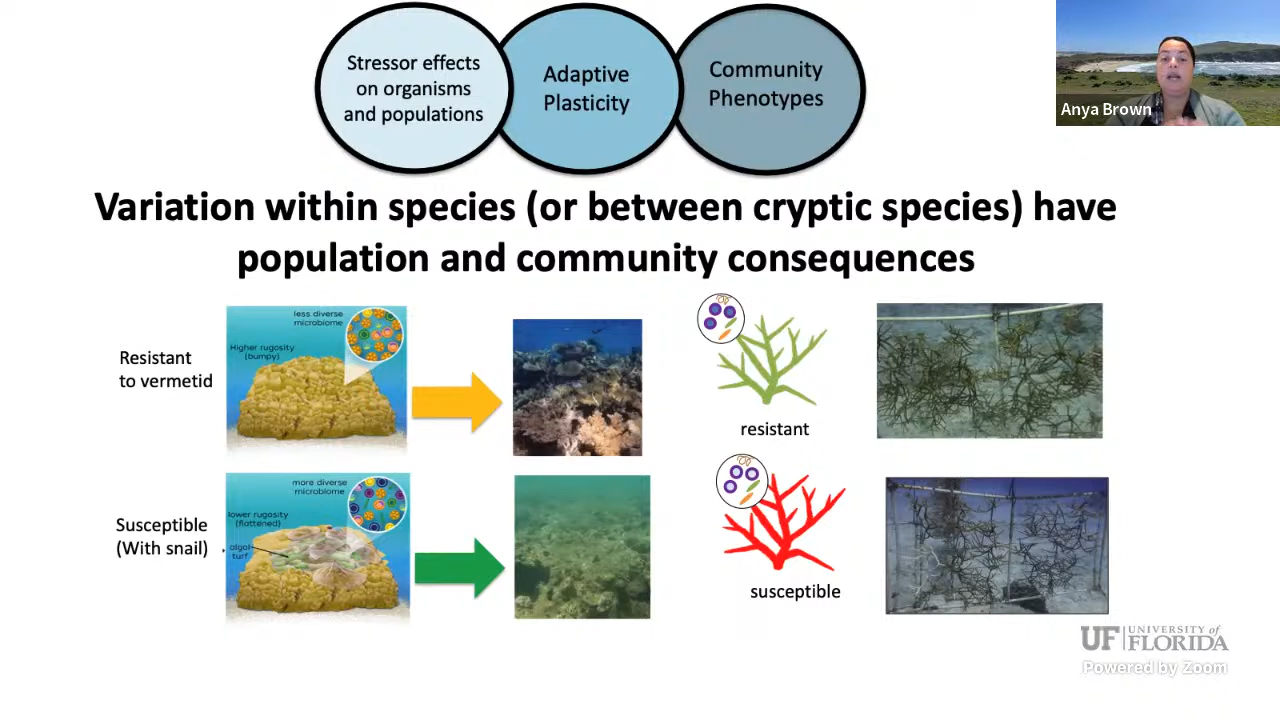 Stressor effects
on organisms
and populations
Adaptive
Plasticity
Community
Phenotypes
Anya Brown
Variation within species (or between cryptic species) have
population and community consequences
Resistant
to vermetid
less diverse
microbiome
Higher rugosity
(bumpy)
resistant
Susceptible
(With snail)
more diverse
microbiome
lower rugosity
(flattened)
algal
turf
susceptible
UF UNIVERSITY of
FLORIDA
Powered by Zoom